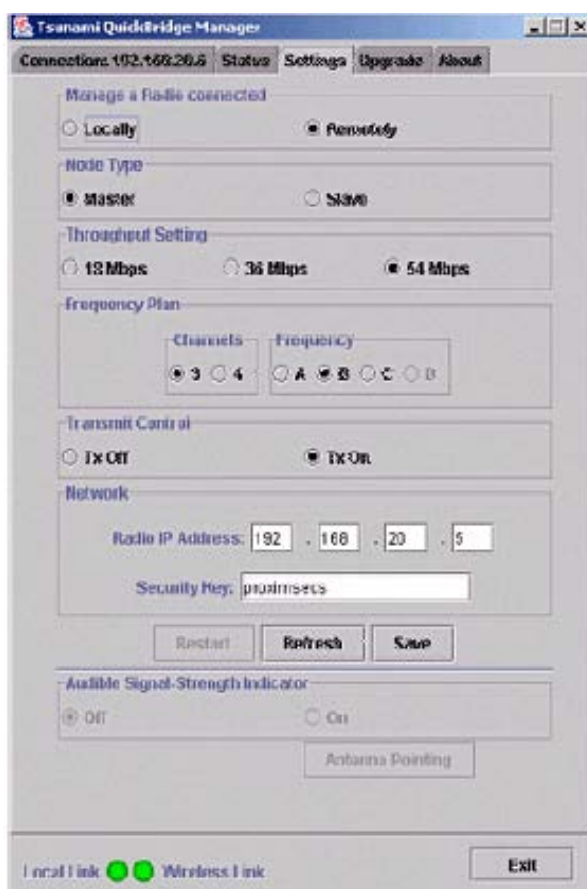 Tsunami QuickBridge Manager
Connection: 192.168.20.6 Status Settings Upgrade About
Manage a Radio connected
Locally Remotely
Node Type
Master Slave
Throughput Setting
18 Mbps 36 Mbps 54 Mbps
Frequency Plan
Channels Frequency
3 4 A B C D
Transmit Control
Tx Off Tx On
Network
Radio IP Address: 192 . 168 . 20 . 5
Security Key: proximsecs
Restart Refresh Save
Audible Signal-Strength Indicator
Off On
Antanna Pointing
Local Link Wireless Link Exit